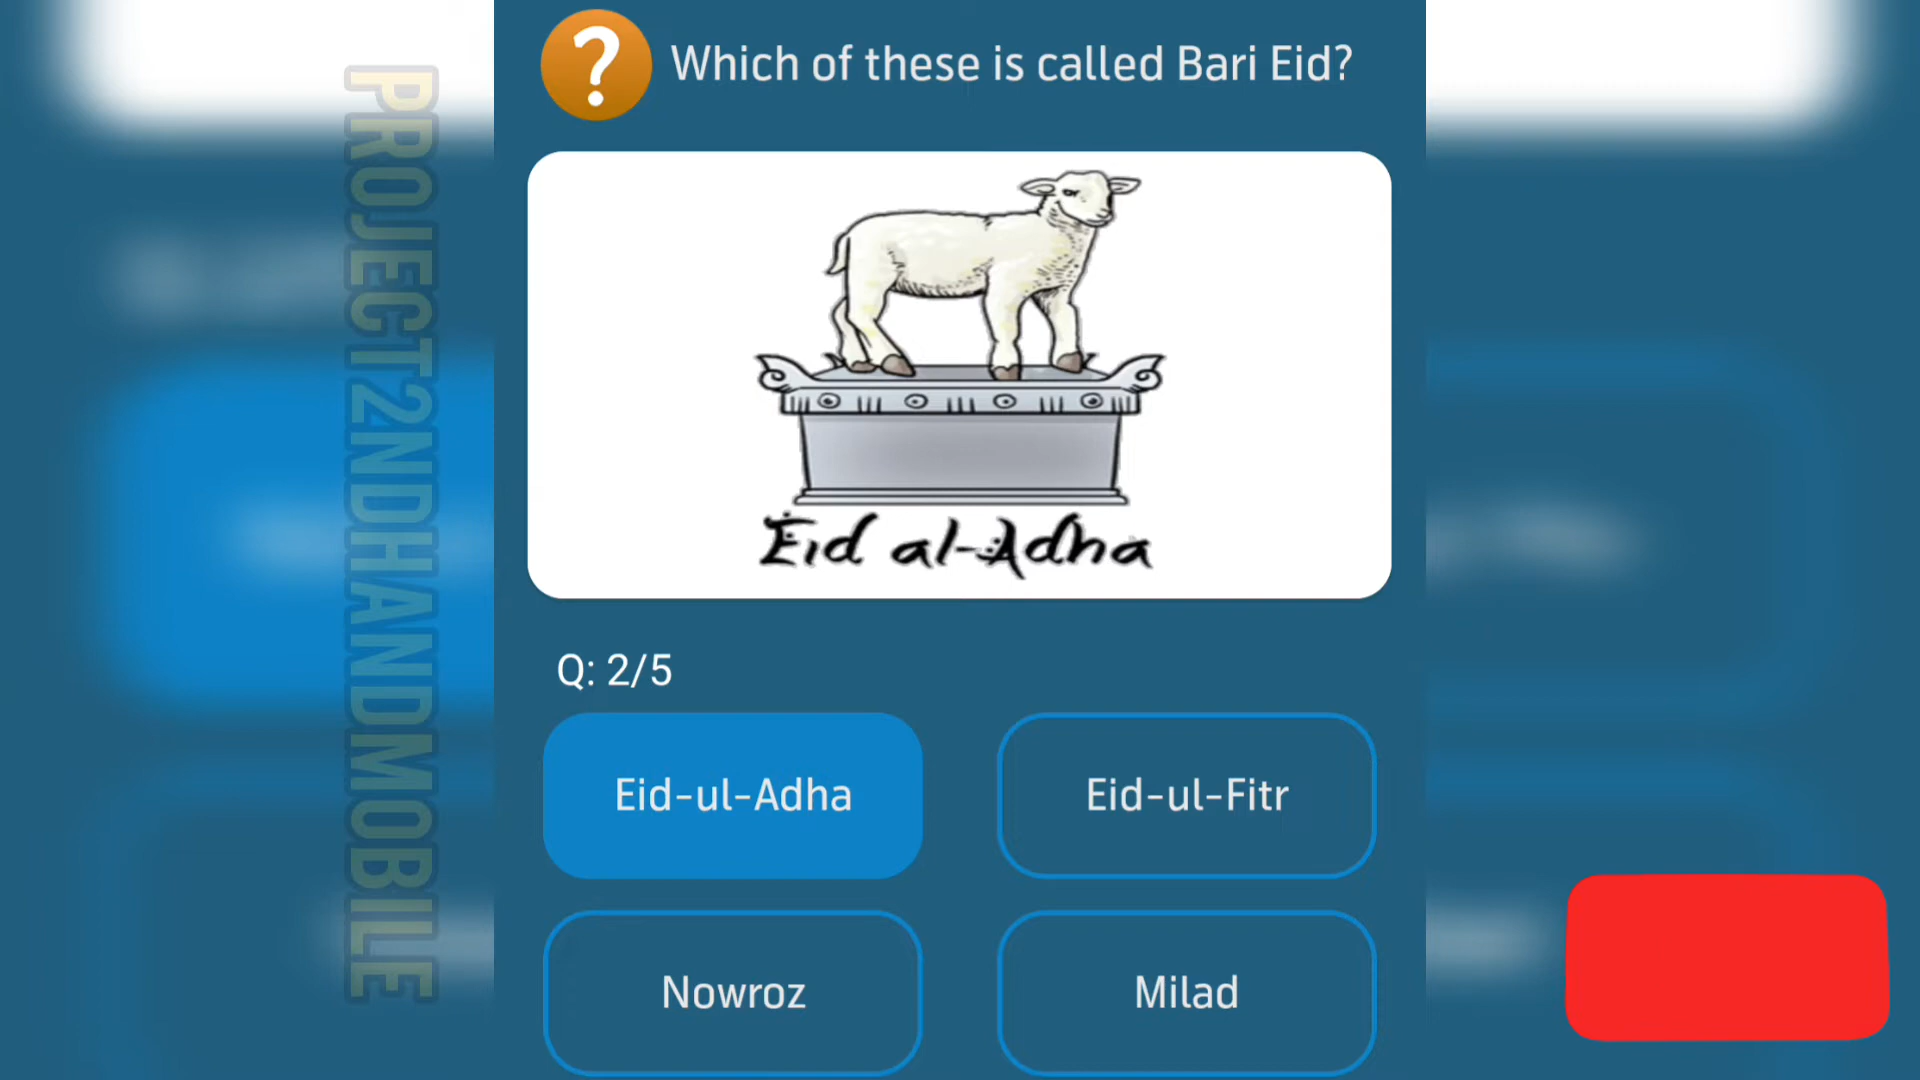 PROJECT2NDHANDMOBILE
? Which of these is called Bari Eid?
Eid al-Adha
Q: 2/5
Eid-ul-Adha
Eid-ul-Fitr
Nowroz
Milad